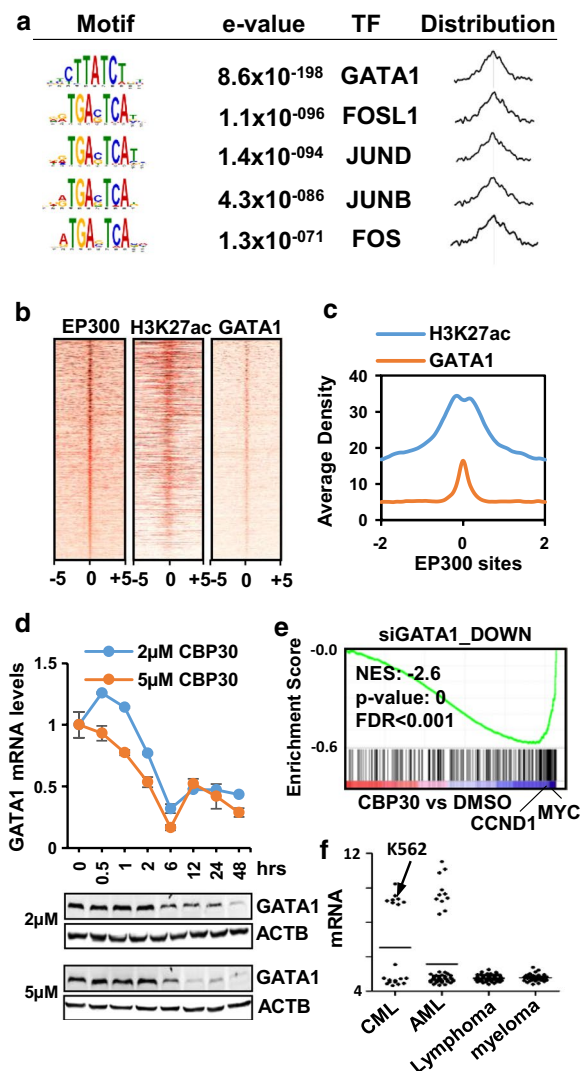 a
Motif e-value TF Distribution
CTTATCT 8.6x10-198 GATA1
TGACTCA 1.1x10-096 FOSL1
TGACTCAT 1.4x10-094 JUND
TGACTCA 4.3x10-086 JUNB
ATGACTCA 1.3x10-071 FOS
b
EP300 H3K27ac GATA1
-5 0 +5 -5 0 +5 -5 0 +5
c
H3K27ac
GATA1
Average Density
40
30
20
10
0
-2 0 2
EP300 sites
d
2µM CBP30
5µM CBP30
GATA1 mRNA levels
1.5
1
0.5
0
0 0.5 1 2 6 12 24 48 hrs
2µM GATA1
ACTB
5µM GATA1
ACTB
e
siGATA1_DOWN
Enrichment Score
-0.0
-0.6
NES: -2.6
p-value: 0
FDR<0.001
CBP30 vs DMSO
CCND1 MYC
f
K562
mRNA
12
4
CML AML Lymphoma myeloma